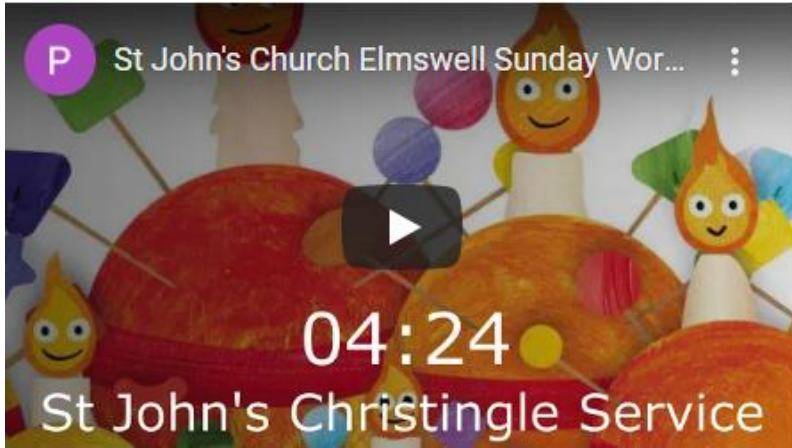 P
St John's Church Elmswell Sunday Wor...
04:24
St John's Christingle Service